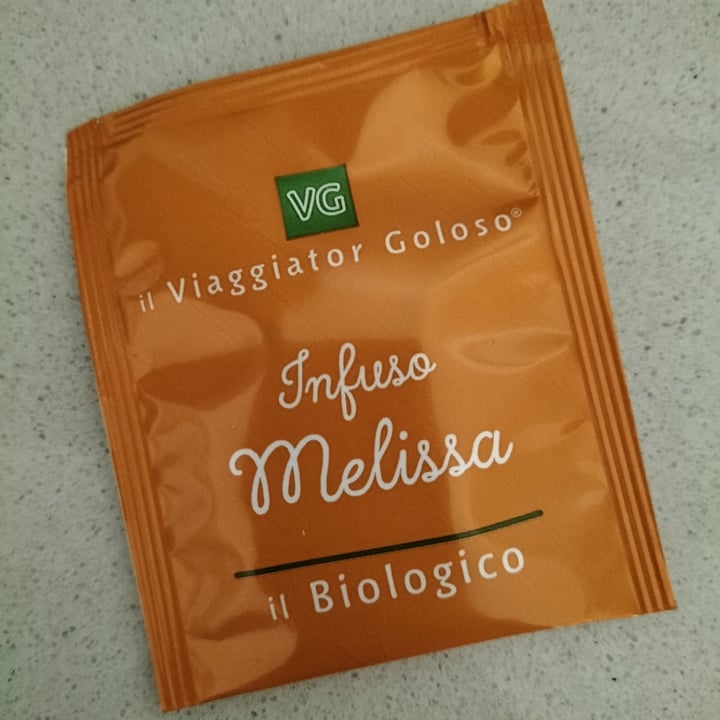 VG
il Viaggiator Goloso®
Infuso
Melissa
il Biologico